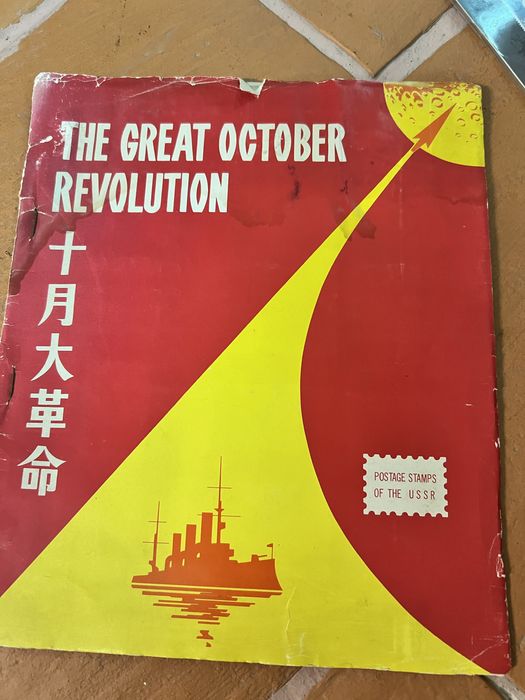 THE GREAT OCTOBER
REVOLUTION
十月大革命
POSTAGE STAMPS
OF THE USSR